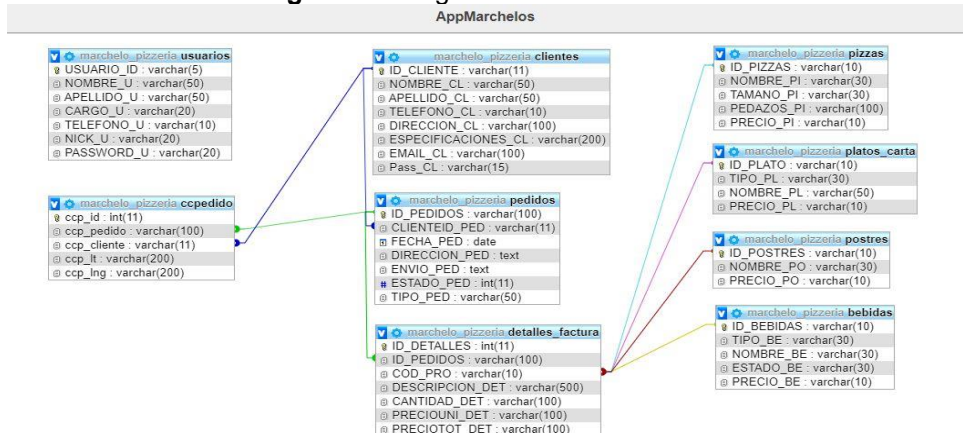 AppMarchelos
marchelo_pizzeria usuarios
USUARIO_ID : varchar(5)
NOMBRE_U : varchar(50)
APELLIDO_U : varchar(50)
CARGO_U : varchar(20)
TELEFONO_U : varchar(10)
NICK_U : varchar(20)
PASSWORD_U : varchar(20)
marchelo_pizzeria ccpedido
ccp_id : int(11)
ccp_pedido : varchar(100)
ccp_cliente : varchar(11)
ccp_lt : varchar(200)
ccp_lng : varchar(200)
marchelo_pizzeria clientes
ID_CLIENTE : varchar(11)
NOMBRE_CL : varchar(50)
APELLIDO_CL : varchar(50)
TELEFONO_CL : varchar(10)
DIRECCION_CL : varchar(100)
ESPECIFICACIONES_CL : varchar(200)
EMAIL_CL : varchar(100)
Pass_CL : varchar(15)
marchelo_pizzeria pedidos
ID_PEDIDOS : varchar(100)
CLIENTEID_PED : varchar(11)
FECHA_PED : date
DIRECCION_PED : text
ENVIO_PED : text
# ESTADO_PED : int(11)
TIPO_PED : varchar(50)
marchelo_pizzeria detalles_factura
ID_DETALLES : int(11)
ID_PEDIDOS : varchar(100)
COD_PRO : varchar(10)
DESCRIPCION_DET : varchar(500)
CANTIDAD_DET : varchar(100)
PRECIOUNI_DET : varchar(100)
PRECIOTOT_DET : varchar(100)
marchelo_pizzeria pizzas
ID_PIZZAS : varchar(10)
NOMBRE_PI : varchar(30)
TAMANO_PI : varchar(30)
PEDAZOS_PI : varchar(100)
PRECIO_PI : varchar(10)
marchelo_pizzeria platos_carta
ID_PLATO : varchar(10)
TIPO_PL : varchar(30)
NOMBRE_PL : varchar(50)
PRECIO_PL : varchar(10)
marchelo_pizzeria postres
ID_POSTRES : varchar(10)
NOMBRE_PO : varchar(30)
PRECIO_PO : varchar(10)
marchelo_pizzeria bebidas
ID_BEBIDAS : varchar(10)
TIPO_BE : varchar(30)
NOMBRE_BE : varchar(30)
ESTADO_BE : varchar(30)
PRECIO_BE : varchar(10)